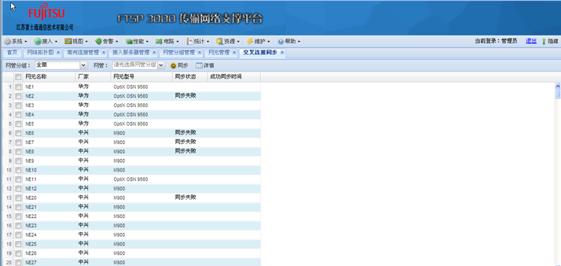 FUJITSU
江苏富士通通信技术有限公司
FTSP 3000 传输网络支撑平台
系统 接入 视图 告警 性能 电路 统计 资源 维护 帮助 当前登录：管理员 退出 隐藏
首页 网络拓扑图 南向连接管理 接入服务器管理 网管分组管理 网元管理 交叉连接同步
网管分组： 全部 网管： 请先选择网管分组 同步 详情
网元名称 厂家 网元型号 同步状态 成功同步时间
1 NE1 华为 OptiX OSN 9560
2 NE2 华为 OptiX OSN 9560 同步失败
3 NE3 华为 OptiX OSN 9560
4 NE4 华为 OptiX OSN 9560
5 NE5 华为 OptiX OSN 9560
6 NE6 中兴 M900 同步失败
7 NE7 中兴 M900 同步失败
8 NE8 中兴 M900 同步失败
9 NE9 中兴 M900
10 NE10 中兴 M900
11 NE11 中兴 OptiX OSN 9560
12 NE12 中兴 M900
13 NE20 中兴 M900 同步失败
14 NE21 中兴 M900
15 NE22 中兴 M900
16 NE23 中兴 M900
17 NE24 中兴 M900
18 NE25 中兴 M900
19 NE26 中兴 M900
20 NE27 中兴 M900